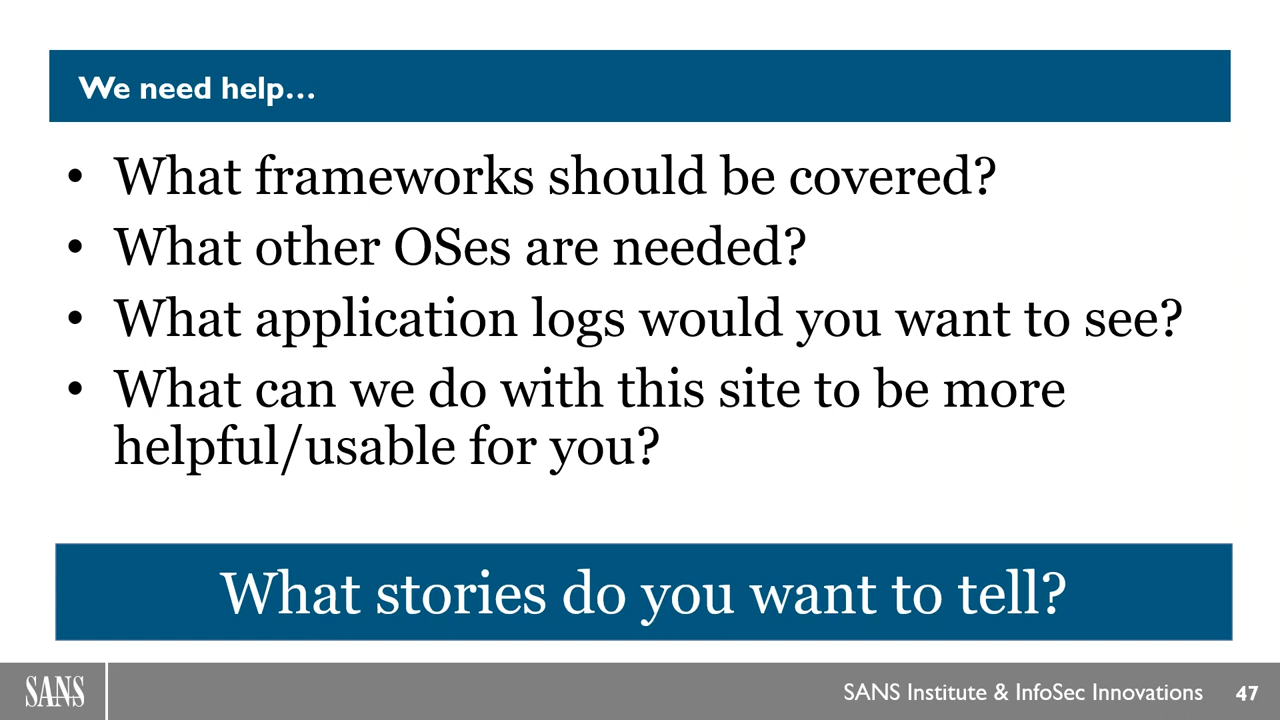 We need help…
• What frameworks should be covered?
• What other OSes are needed?
• What application logs would you want to see?
• What can we do with this site to be more
helpful/usable for you?
What stories do you want to tell?
SANS
SANS Institute & InfoSec Innovations
47